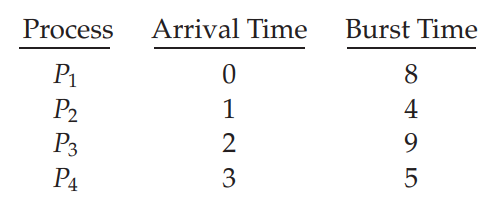 Process Arrival Time Burst Time
P1 0 8
P2 1 4
P3 2 9
P4 3 5